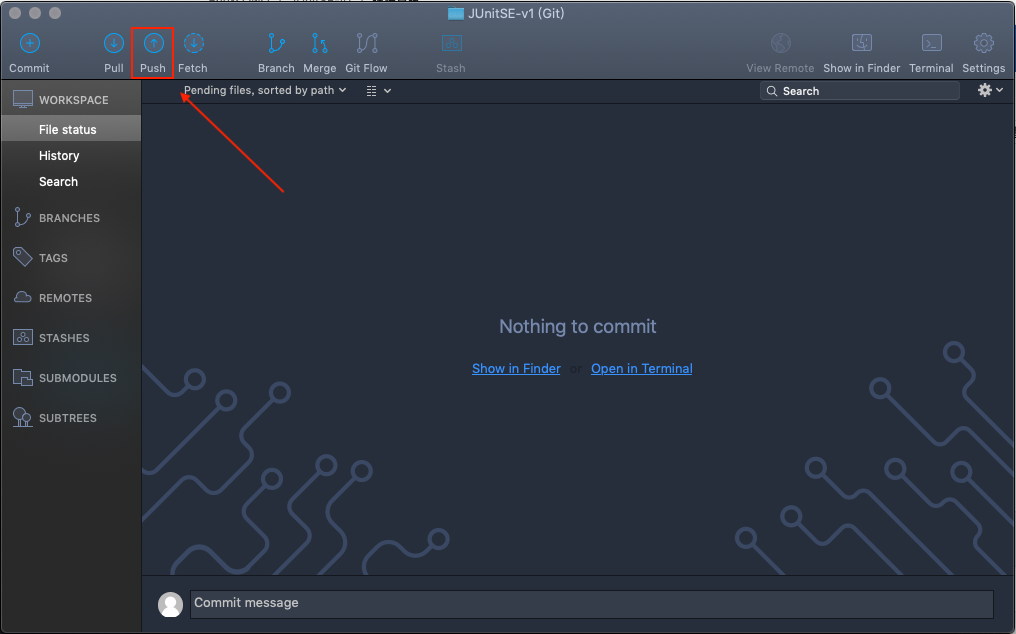 JUnitSE-v1 (Git)
Commit
Pull
Push
Fetch
Branch
Merge
Git Flow
Stash
View Remote
Show in Finder
Terminal
Settings
WORKSPACE
File status
History
Search
BRANCHES
TAGS
REMOTES
STASHES
SUBMODULES
SUBTREES
Pending files, sorted by path
Search
Nothing to commit
Show in Finder or Open in Terminal
Commit message